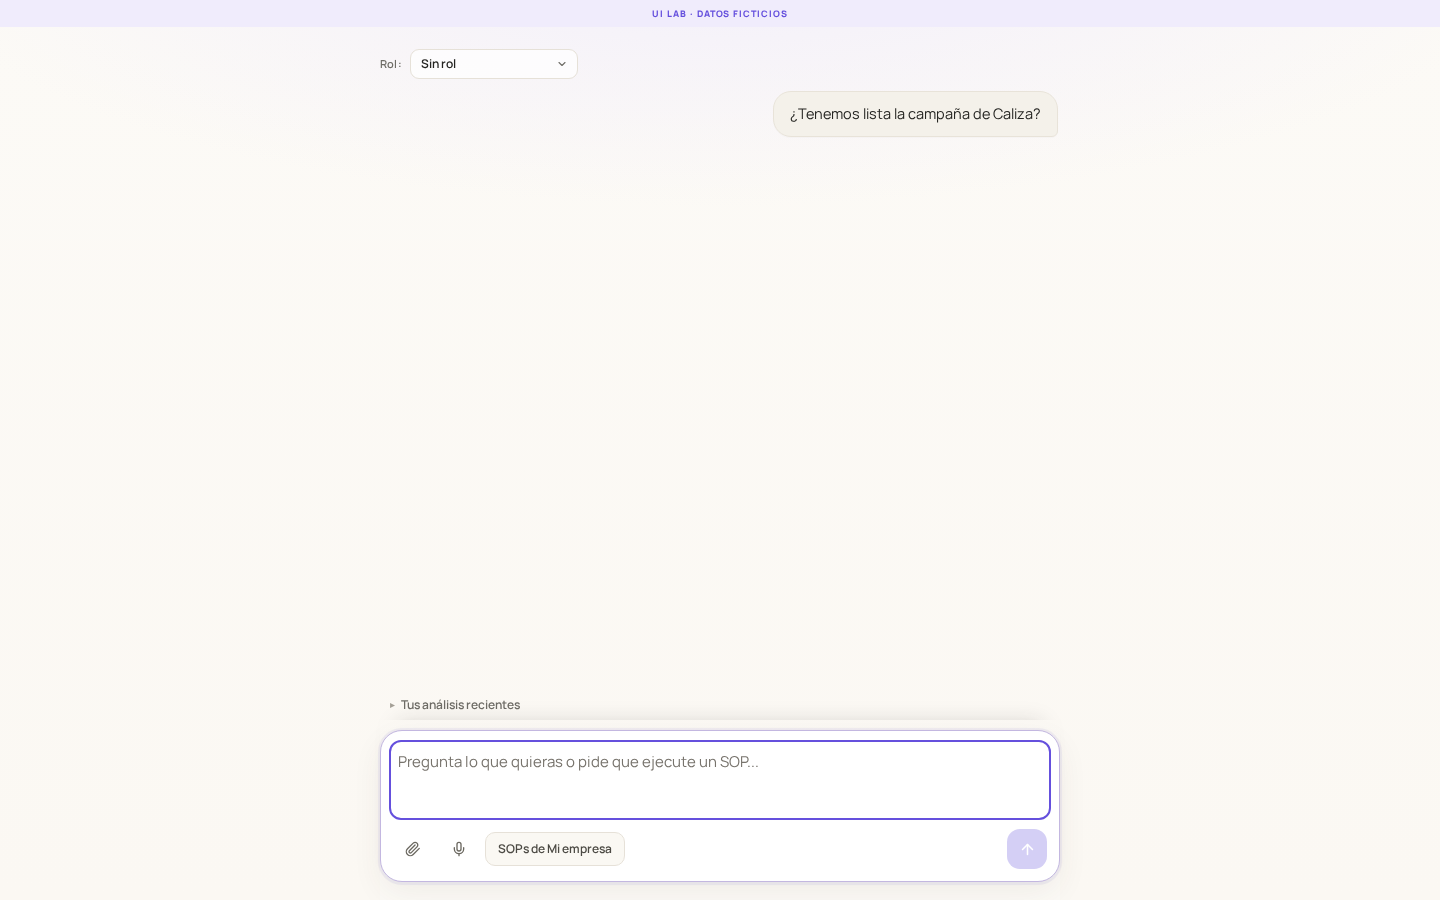 UI LAB · DATOS FICTICIOS
Rol:
Sin rol
¿Tenemos lista la campaña de Caliza?
Tus análisis recientes
Pregunta lo que quieras o pide que ejecute un SOP...
SOPs de Mi empresa